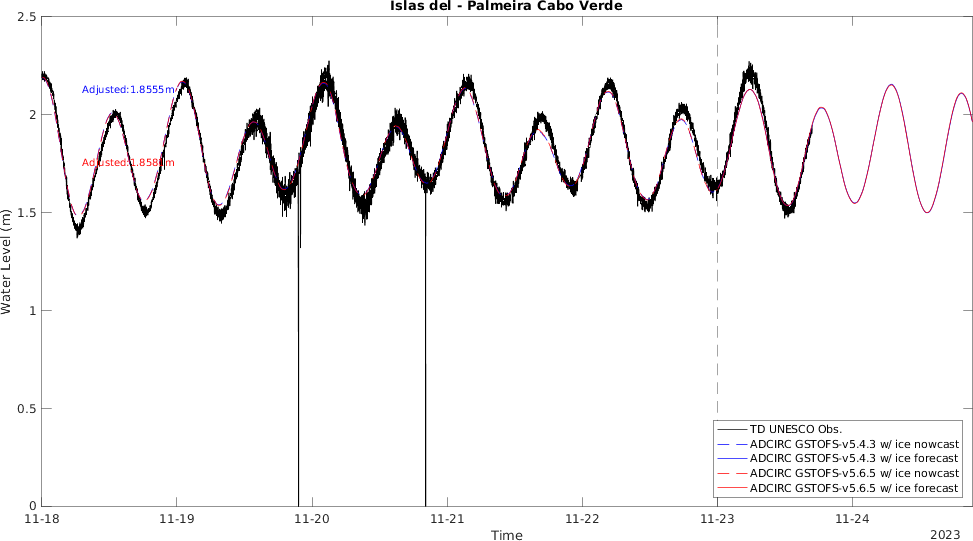 Islas del - Palmeira Cabo Verde
2.5
2
1.5
1
0.5
0
Water Level (m)
Adjusted:1.8555m
Adjusted:1.858 m
11-18 11-19 11-20 11-21 11-22 11-23 11-24
Time
2023
TD UNESCO Obs.
ADCIRC GSTOFS-v5.4.3 w/ ice nowcast
ADCIRC GSTOFS-v5.4.3 w/ ice forecast
ADCIRC GSTOFS-v5.6.5 w/ ice nowcast
ADCIRC GSTOFS-v5.6.5 w/ ice forecast